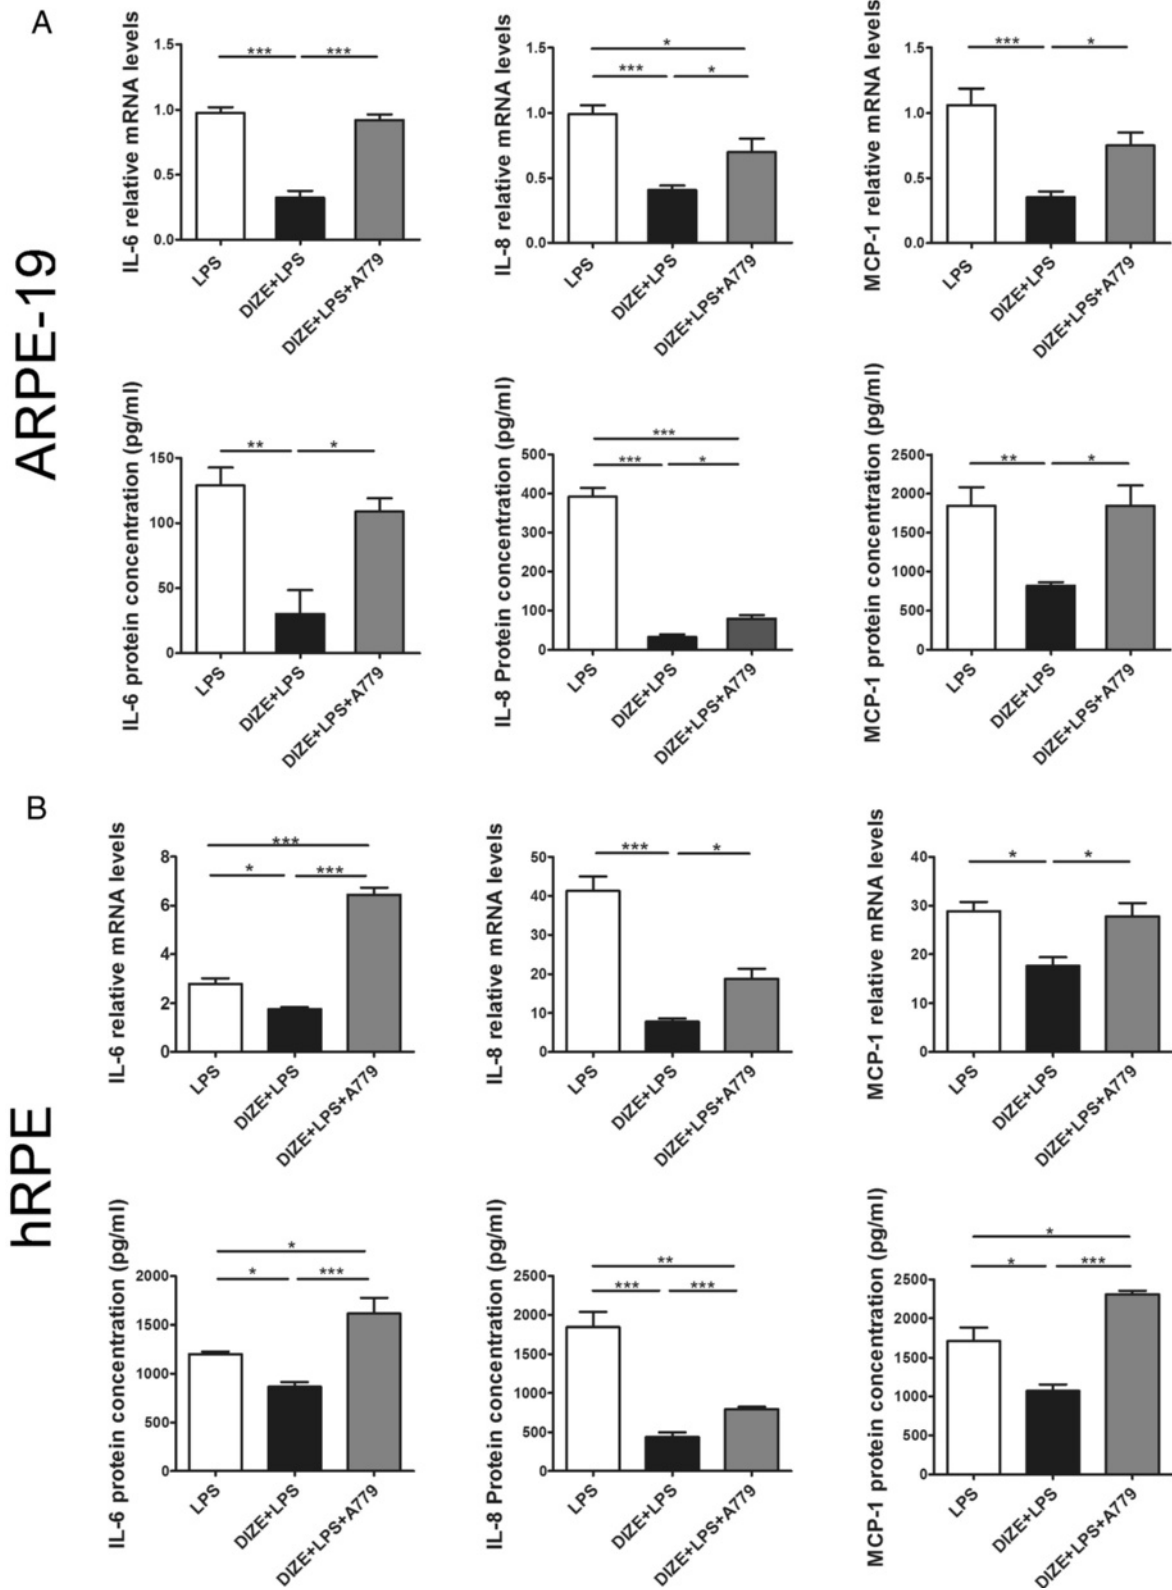 A
ARPE-19
IL-6 relative mRNA levels
1.5
1.0
0.5
0.0
*** ***
LPS
DIZE+LPS
DIZE+LPS+A779
IL-8 relative mRNA levels
1.5
1.0
0.5
0.0
*
*** *
LPS
DIZE+LPS
DIZE+LPS+A779
MCP-1 relative mRNA levels
1.5
1.0
0.5
0.0
*** *
LPS
DIZE+LPS
DIZE+LPS+A779
IL-6 protein concentration (pg/ml)
150
100
50
0
** *
LPS
DIZE+LPS
DIZE+LPS+A779
IL-8 Protein concentration (pg/ml)
500
400
300
200
100
0
***
*** *
LPS
DIZE+LPS
DIZE+LPS+A779
MCP-1 protein concentration (pg/ml)
2500
2000
1500
1000
500
0
** *
LPS
DIZE+LPS
DIZE+LPS+A779
B
hRPE
IL-6 relative mRNA levels
8
6
4
2
0
***
* ***
LPS
DIZE+LPS
DIZE+LPS+A779
IL-8 relative mRNA levels
50
40
30
20
10
0
*** *
LPS
DIZE+LPS
DIZE+LPS+A779
MCP-1 relative mRNA levels
40
30
20
10
0
* *
LPS
DIZE+LPS
DIZE+LPS+A779
IL-6 protein concentration (pg/ml)
2000
1500
1000
500
0
*
* ***
LPS
DIZE+LPS
DIZE+LPS+A779
IL-8 Protein concentration (pg/ml)
2500
2000
1500
1000
500
0
**
*** ***
LPS
DIZE+LPS
DIZE+LPS+A779
MCP-1 protein concentration (pg/ml)
2500
2000
1500
1000
500
0
*
* ***
LPS
DIZE+LPS
DIZE+LPS+A779